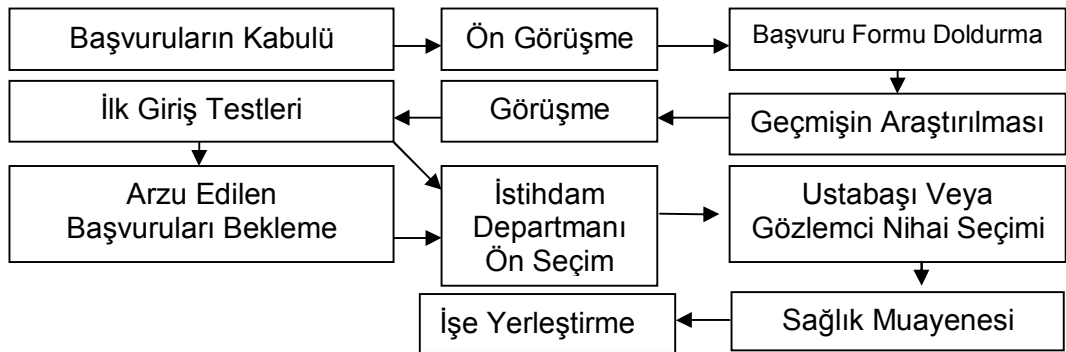 Başvuruların Kabulü
Ön Görüşme
Başvuru Formu Doldurma
İlk Giriş Testleri
Görüşme
Geçmişin Araştırılması
Arzu Edilen
Başvuruları Bekleme
İstihdam
Departmanı
Ön Seçim
Ustabaşı Veya
Gözlemci Nihai Seçimi
İşe Yerleştirme
Sağlık Muayenesi